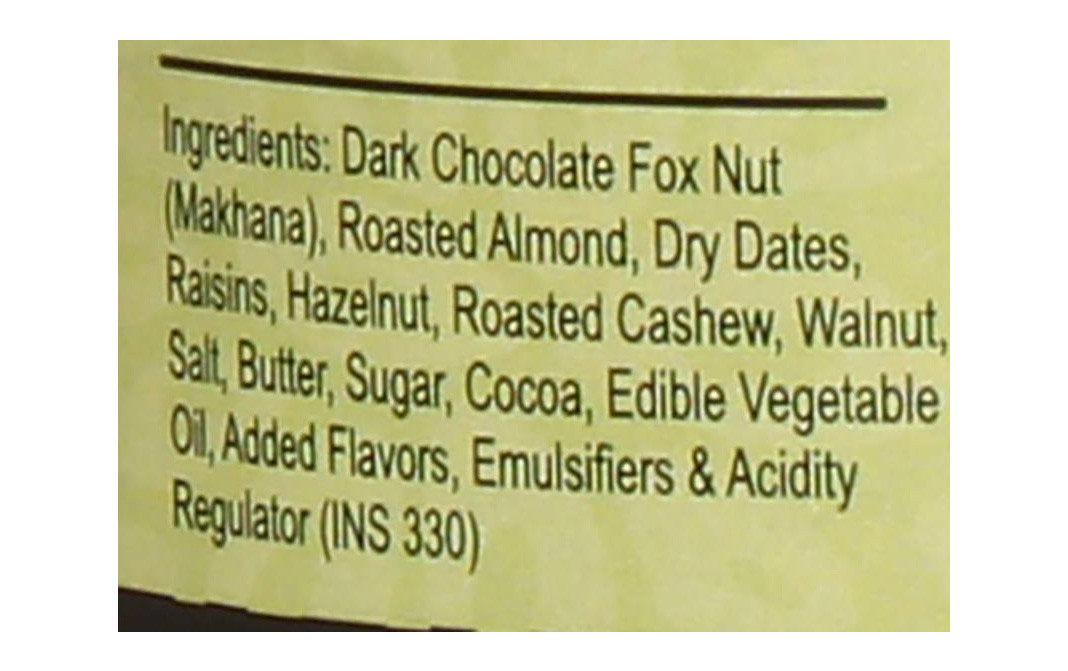 Ingredients: Dark Chocolate Fox Nut
(Makhana), Roasted Almond, Dry Dates,
Raisins, Hazelnut, Roasted Cashew, Walnut,
Salt, Butter, Sugar, Cocoa, Edible Vegetable
Oil, Added Flavors, Emulsifiers & Acidity
Regulator (INS 330)